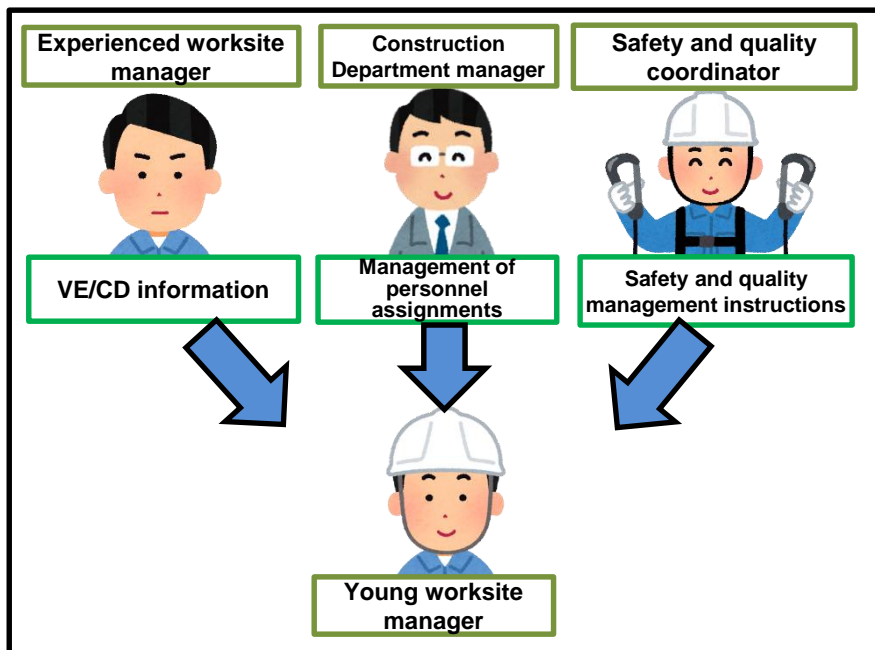 Experienced worksite
manager
Construction
Department manager
Safety and quality
coordinator
VE/CD information
Management of
personnel
assignments
Safety and quality
management instructions
Young worksite
manager